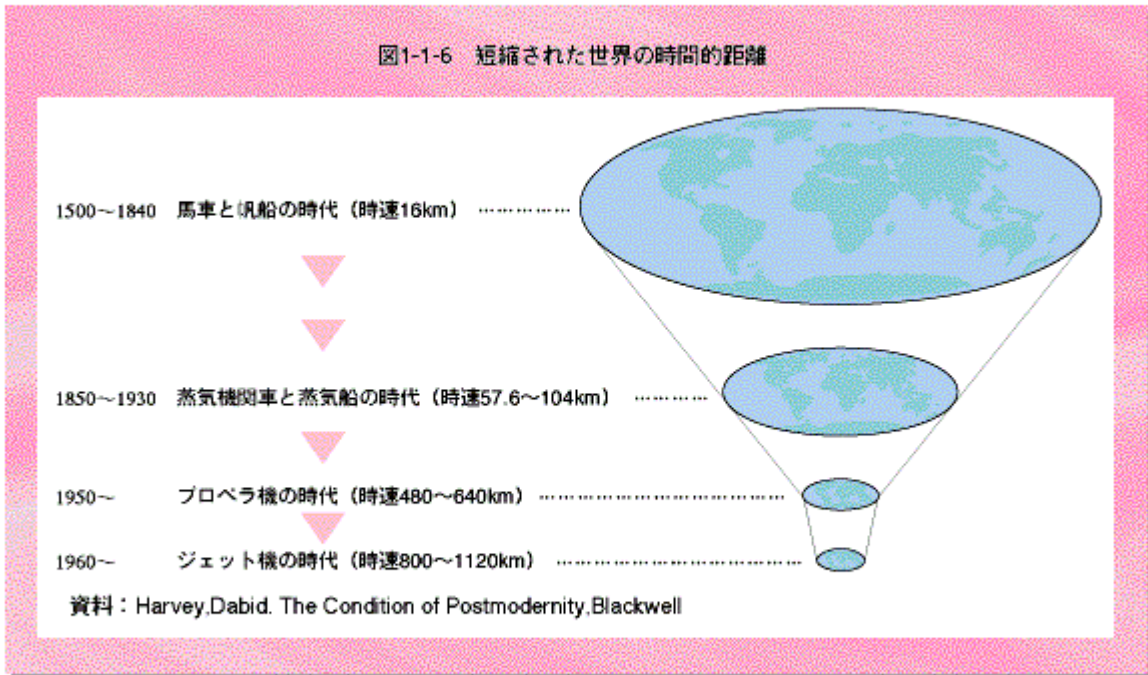 図1-1-6 短縮された世界の時間的距離
1500～1840 馬車と帆船の時代（時速16km） ……………
1850～1930 蒸気機関車と蒸気船の時代（時速57.6～104km） …………
1950～ プロペラ機の時代（時速480～640km） ………………………………
1960～ ジェット機の時代（時速800～1120km） ………………………………
資料：Harvey,Dabid. The Condition of Postmodernity,Blackwell